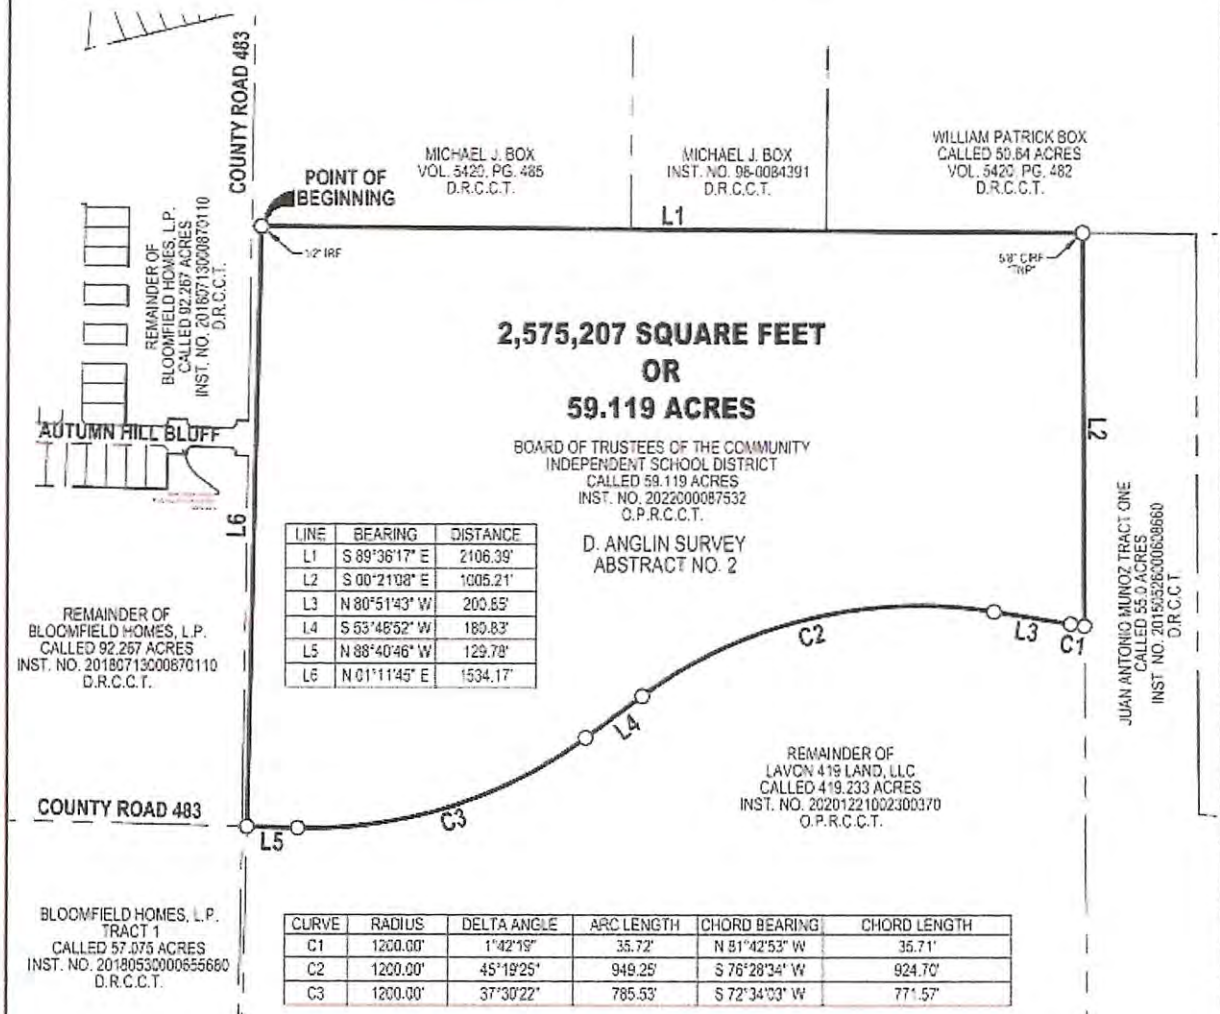 COUNTY ROAD 483
MICHAEL J. BOX
VOL. 5420, PG. 485
D.R.C.C.T.
MICHAEL J. BOX
INST. NO. 96-0084391
D.R.C.C.T.
WILLIAM PATRICK BOX
CALLED 50.64 ACRES
VOL. 5420, PG. 482
D.R.C.C.T.
POINT OF
BEGINNING
L1
1/2" IRF
5/8" CIRF
"TNP"
REMAINDER OF
BLOOMFIELD HOMES, L.P.
CALLED 92.267 ACRES
INST. NO. 20180713000870110
D.R.C.C.T.
2,575,207 SQUARE FEET
OR
59.119 ACRES
BOARD OF TRUSTEES OF THE COMMUNITY
INDEPENDENT SCHOOL DISTRICT
CALLED 59.119 ACRES
INST. NO. 2022000087532
O.P.R.C.C.T.
D. ANGLIN SURVEY
ABSTRACT NO. 2
AUTUMN HILL BLUFF
L2
L6
LINE BEARING DISTANCE
L1 S 89°36'17" E 2106.39'
L2 S 00°21'08" E 1005.21'
L3 N 80°51'43" W 200.85'
L4 S 53°48'52" W 180.83'
L5 N 88°40'46" W 129.78'
L6 N 01°11'45" E 1534.17'
JUAN ANTONIO MUNOZ TRACT ONE
CALLED 55.0 ACRES
INST NO. 20150526000608660
D.R.C.C.T.
REMAINDER OF
BLOOMFIELD HOMES, L.P.
CALLED 92.267 ACRES
INST. NO. 20180713000870110
D.R.C.C.T.
C2
L3
C1
L4
REMAINDER OF
LAVON 419 LAND, LLC
CALLED 419.233 ACRES
INST. NO. 20201221002300370
O.P.R.C.C.T.
COUNTY ROAD 483
C3
L5
BLOOMFIELD HOMES, L.P.
TRACT 1
CALLED 57.075 ACRES
INST. NO. 20180530000655680
D.R.C.C.T.
CURVE RADIUS DELTA ANGLE ARC LENGTH CHORD BEARING CHORD LENGTH
C1 1200.00' 1°42'19" 35.72' N 81°42'53" W 35.71'
C2 1200.00' 45°19'25" 949.25' S 76°28'34" W 924.70'
C3 1200.00' 37°30'22" 785.53' S 72°34'03" W 771.57'